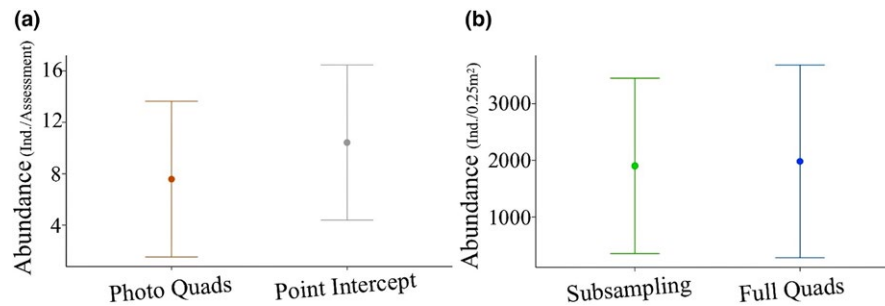 (a)
Abundance (Ind./Assessment)
16
12
8
4
Photo Quads
Point Intercept
(b)
Abundance (Ind./0.25m²)
3000
2000
1000
Subsampling
Full Quads